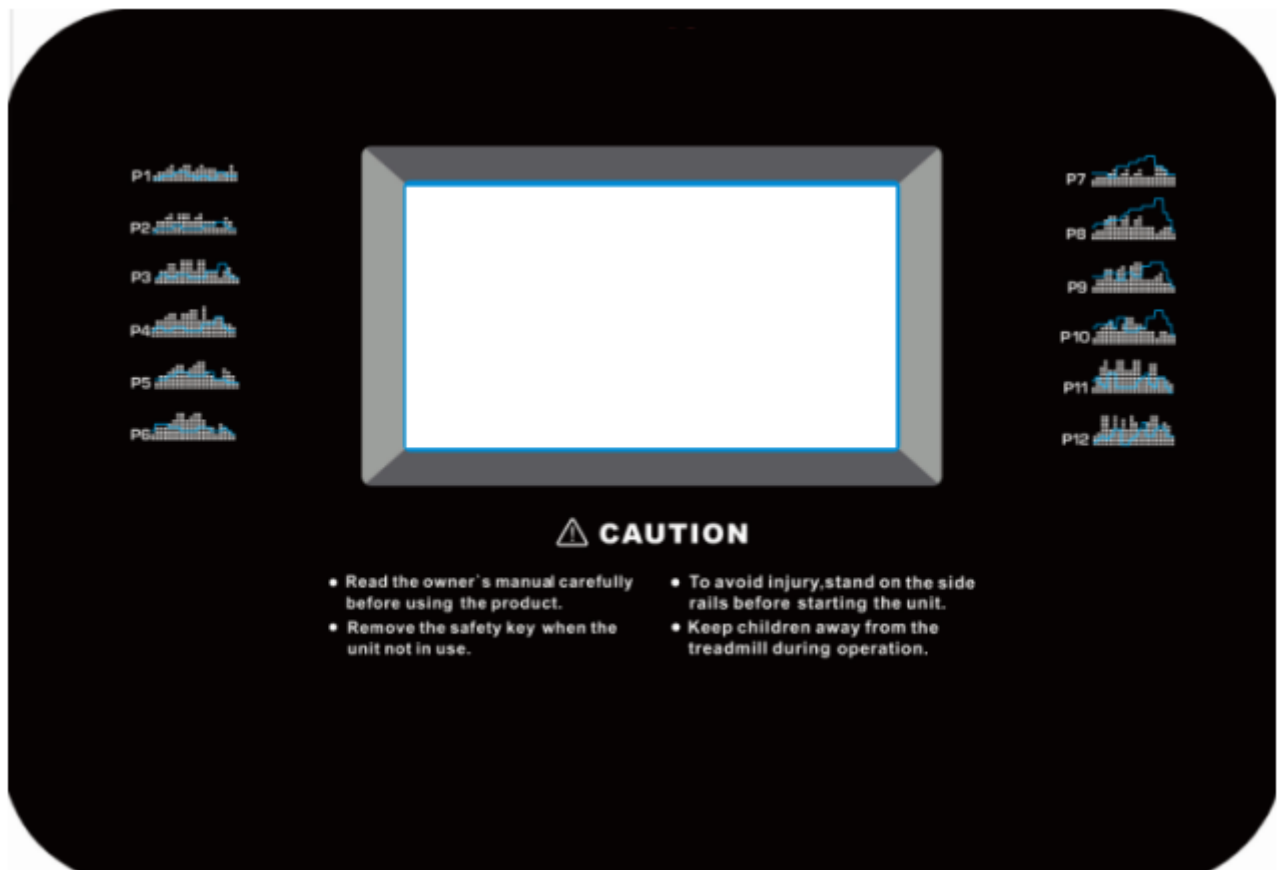 P1
P2
P3
P4
P5
P6
P7
P8
P9
P10
P11
P12
CAUTION
● Read the owner`s manual carefully
before using the product.
● Remove the safety key when the
unit not in use.
● To avoid injury,stand on the side
rails before starting the unit.
● Keep children away from the
treadmill during operation.